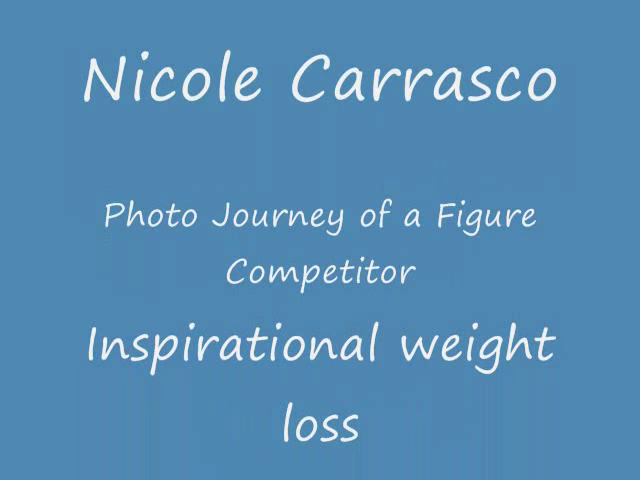 Nicole Carrasco
Photo Journey of a Figure
Competitor
Inspirational weight
loss